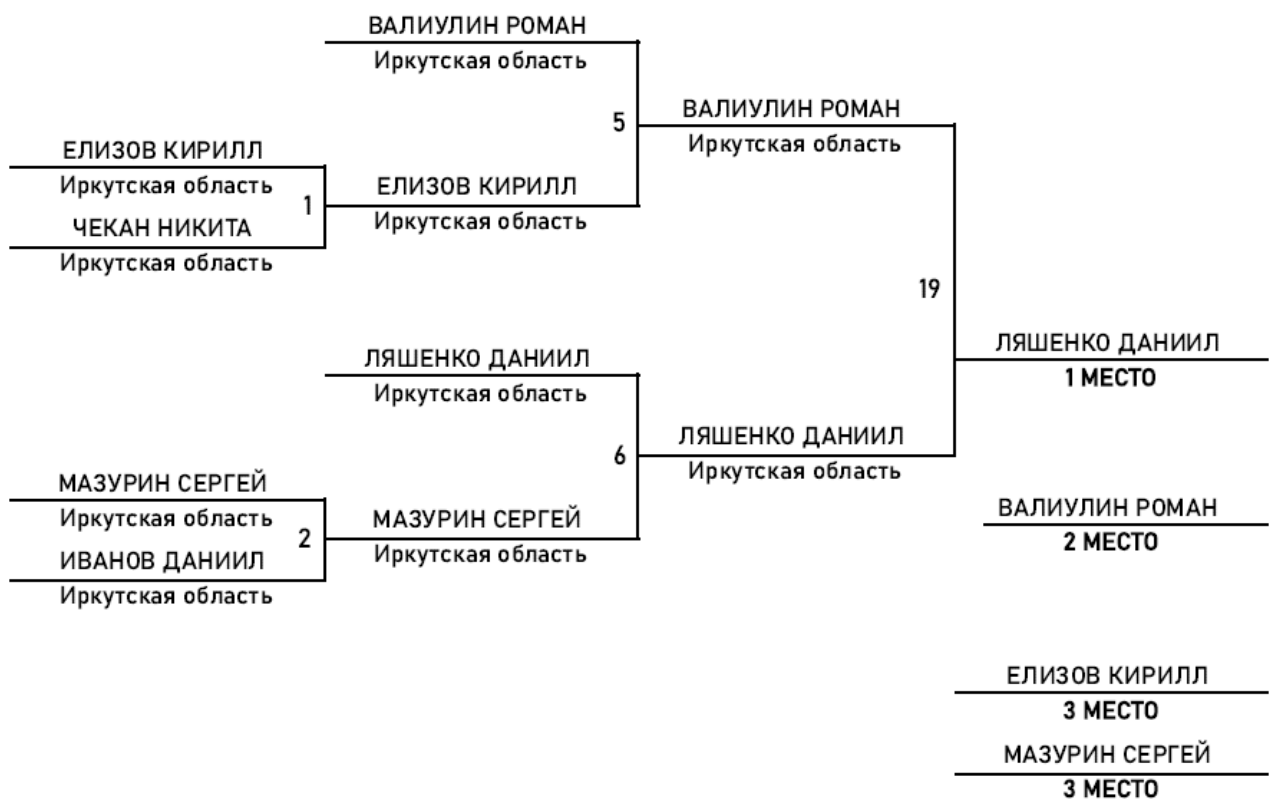 ВАЛИУЛИН РОМАН
Иркутская область
5
ВАЛИУЛИН РОМАН
Иркутская область
ЕЛИЗОВ КИРИЛЛ
Иркутская область
1
ЕЛИЗОВ КИРИЛЛ
Иркутская область
ЧЕКАН НИКИТА
Иркутская область
19
ЛЯШЕНКО ДАНИИЛ
1 МЕСТО
ЛЯШЕНКО ДАНИИЛ
Иркутская область
6
ЛЯШЕНКО ДАНИИЛ
Иркутская область
МАЗУРИН СЕРГЕЙ
Иркутская область
2
МАЗУРИН СЕРГЕЙ
Иркутская область
ИВАНОВ ДАНИИЛ
Иркутская область
ВАЛИУЛИН РОМАН
2 МЕСТО
ЕЛИЗОВ КИРИЛЛ
3 МЕСТО
МАЗУРИН СЕРГЕЙ
3 МЕСТО